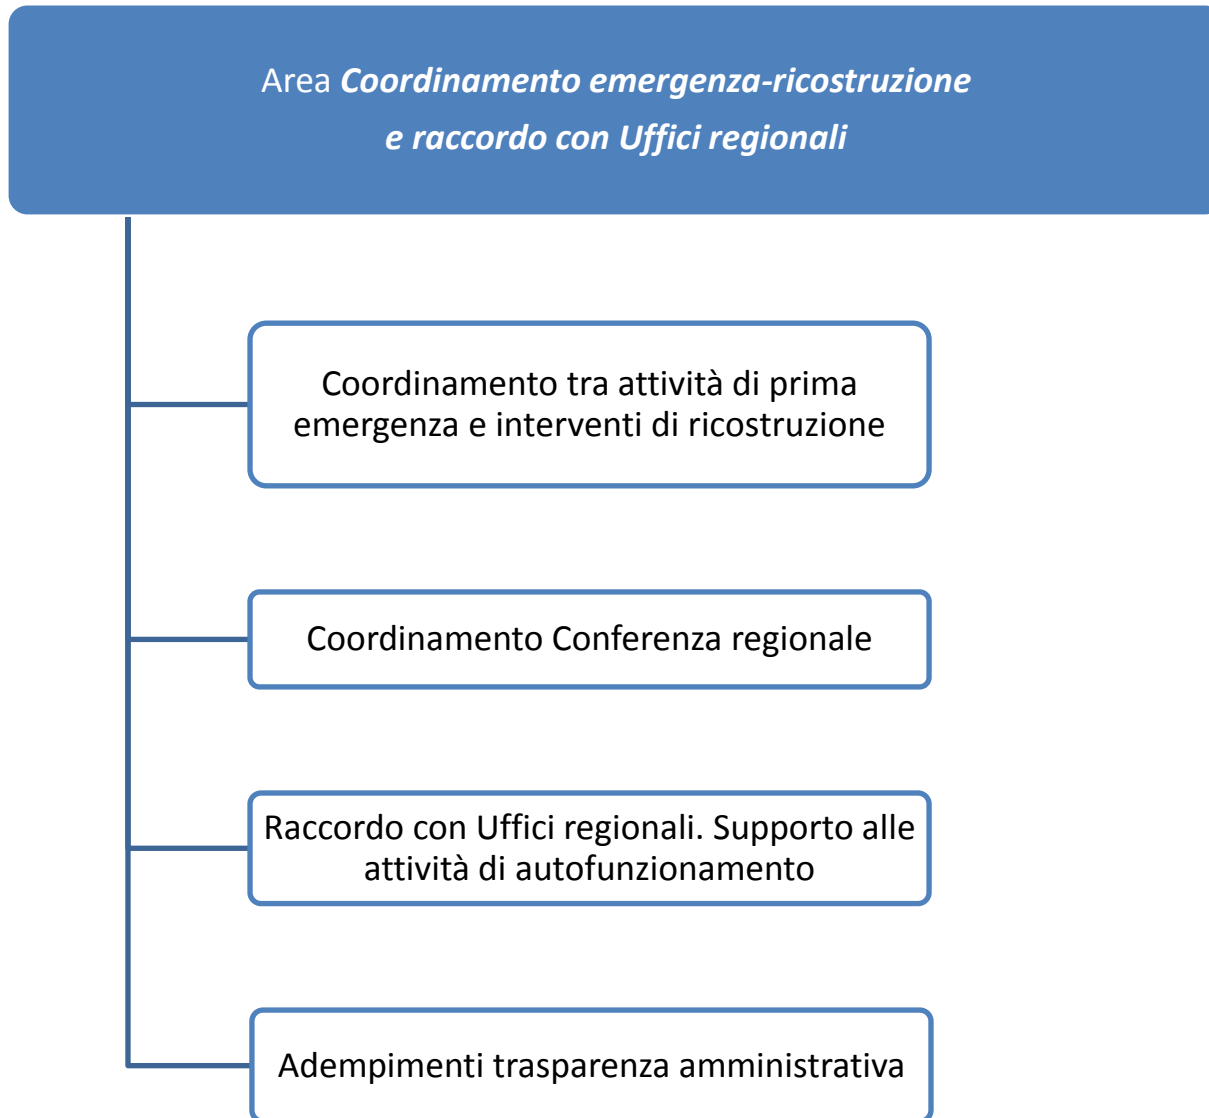 Area Coordinamento emergenza-ricostruzione
e raccordo con Uffici regionali
Coordinamento tra attività di prima
emergenza e interventi di ricostruzione
Coordinamento Conferenza regionale
Raccordo con Uffici regionali. Supporto alle
attività di autofunzionamento
Adempimenti trasparenza amministrativa